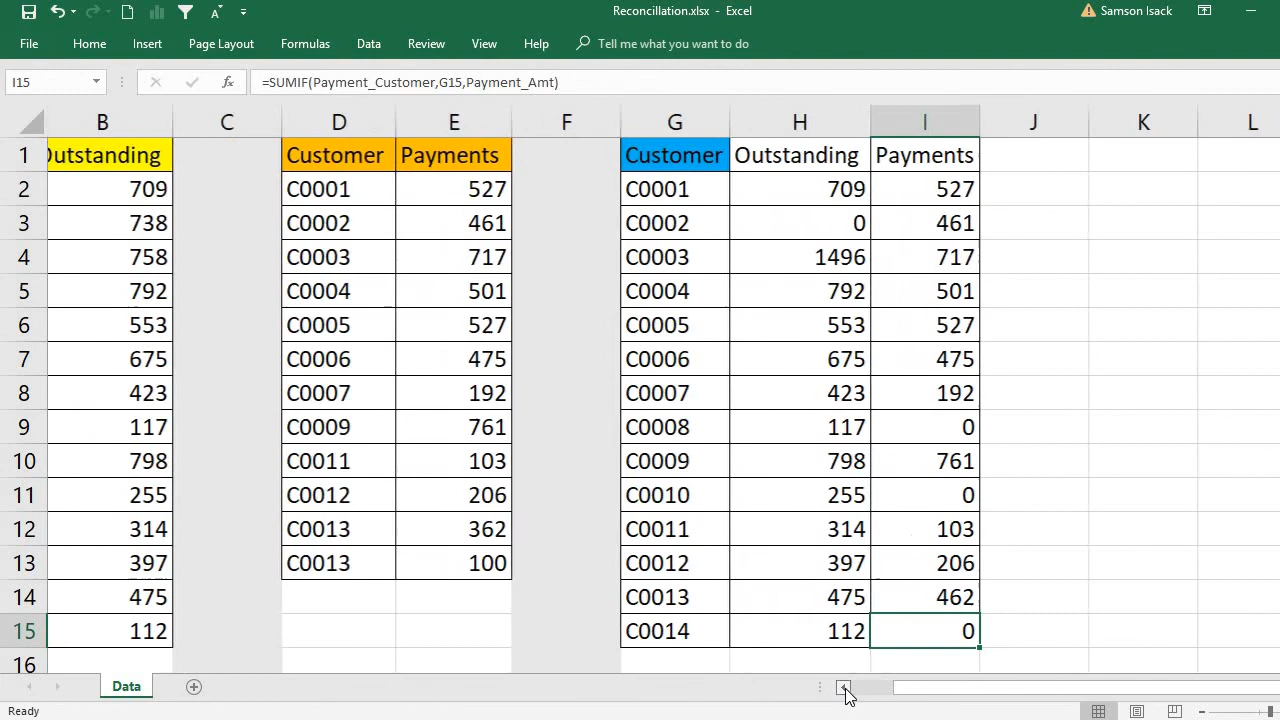 Reconcillation.xlsx - Excel
Samson Isack
File Home Insert Page Layout Formulas Data Review View Help Tell me what you want to do
I15 fx =SUMIF(Payment_Customer,G15,Payment_Amt)
B C D E F G H I J K L
1 Outstanding Customer Payments Customer Outstanding Payments
2 709 C0001 527 C0001 709 527
3 738 C0002 461 C0002 0 461
4 758 C0003 717 C0003 1496 717
5 792 C0004 501 C0004 792 501
6 553 C0005 527 C0005 553 527
7 675 C0006 475 C0006 675 475
8 423 C0007 192 C0007 423 192
9 117 C0009 761 C0008 117 0
10 798 C0011 103 C0009 798 761
11 255 C0012 206 C0010 255 0
12 314 C0013 362 C0011 314 103
13 397 C0013 100 C0012 397 206
14 475 C0013 475 462
15 112 C0014 112 0
16
Data
Ready